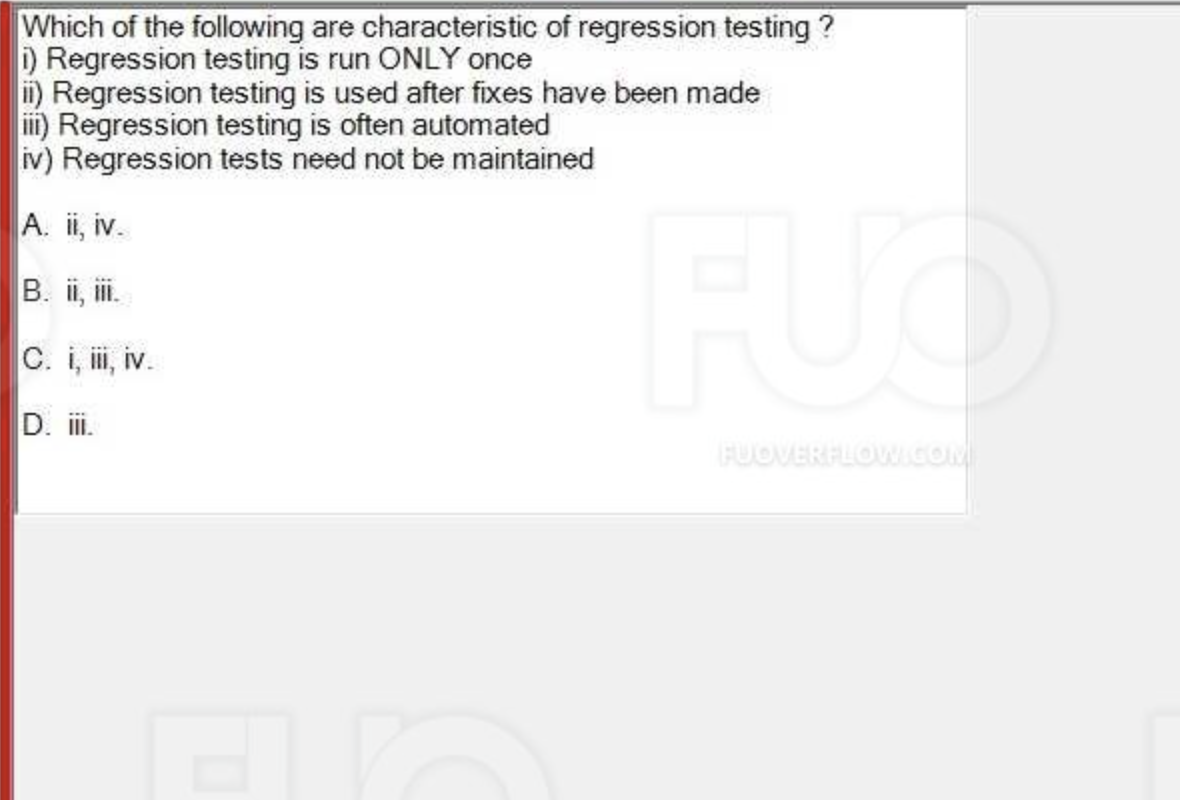 Which of the following are characteristic of regression testing ?
i) Regression testing is run ONLY once
ii) Regression testing is used after fixes have been made
iii) Regression testing is often automated
iv) Regression tests need not be maintained
A. ii, iv.
B. ii, iii.
C. i, iii, iv.
D. iii.
FUO
FUOVERFLOW.COM